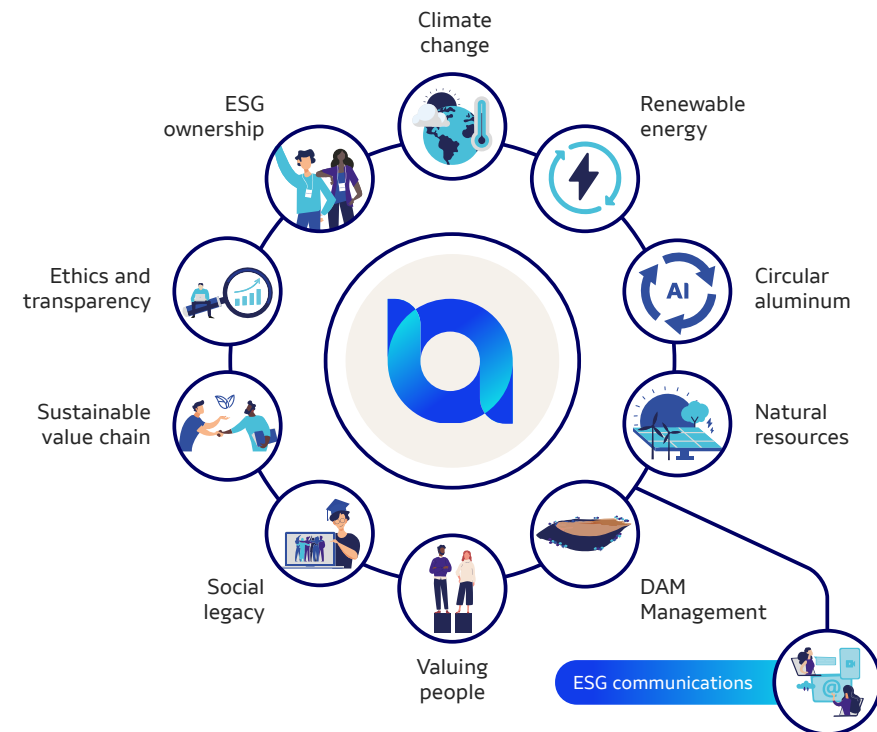 Climate
change
ESG
ownership
Renewable
energy
Ethics and
transparency
AI
Circular
aluminum
Sustainable
value chain
Natural
resources
Social
legacy
DAM
Management
Valuing
people
ESG communications
@